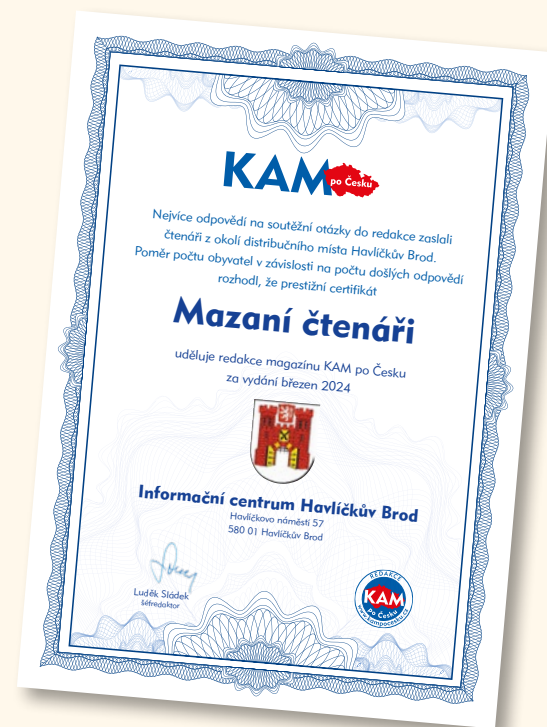 KAM
po Česku
Nejvíce odpovědí na soutěžní otázky do redakce zaslali
čtenáři z okolí distribučního místa Havlíčkův Brod.
Poměr počtu obyvatel v závislosti na počtu došlých odpovědí
rozhodl, že prestižní certifikát
Mazaní čtenáři
uděluje redakce magazínu KAM po Česku
za vydání březen 2024
Informační centrum Havlíčkův Brod
Havlíčkovo náměstí 57
580 01 Havlíčkův Brod
Luděk Sládek
šéfredaktor
REDAKCE
KAM
po Česku
www.kampocesku.cz